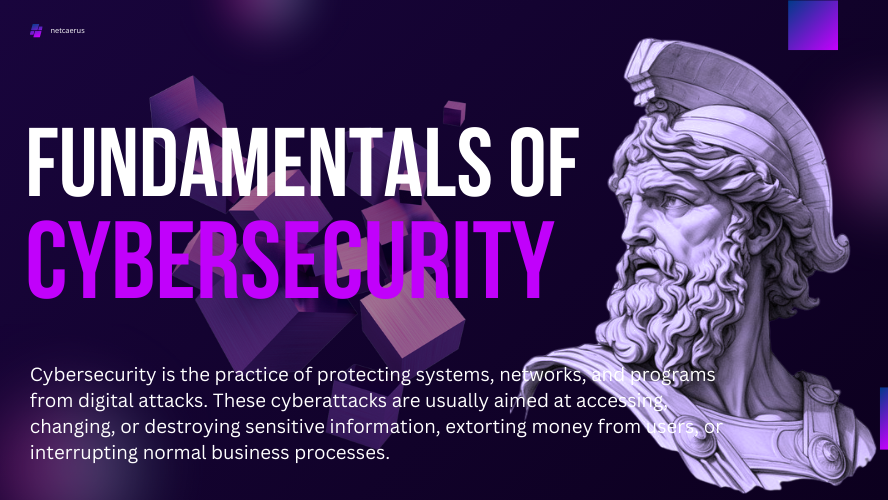 netcaerus
FUNDAMENTALS OF
CYBERSECURITY
Cybersecurity is the practice of protecting systems, networks, and programs
from digital attacks. These cyberattacks are usually aimed at accessing,
changing, or destroying sensitive information, extorting money from users, or
interrupting normal business processes.